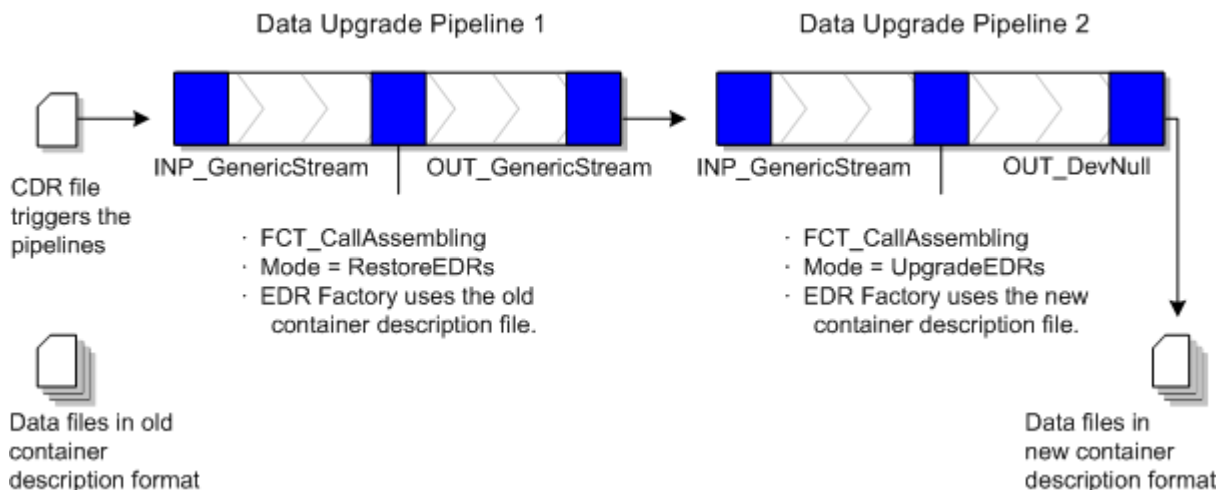 Data Upgrade Pipeline 1
Data Upgrade Pipeline 2
INP_GenericStream
OUT_GenericStream
INP_GenericStream
OUT_DevNull
CDR file
triggers the
pipelines
· FCT_CallAssembling
· Mode = RestoreEDRs
· EDR Factory uses the old
container description file.
· FCT_CallAssembling
· Mode = UpgradeEDRs
· EDR Factory uses the new
container description file.
Data files in old
container
description format
Data files in
new container
description format